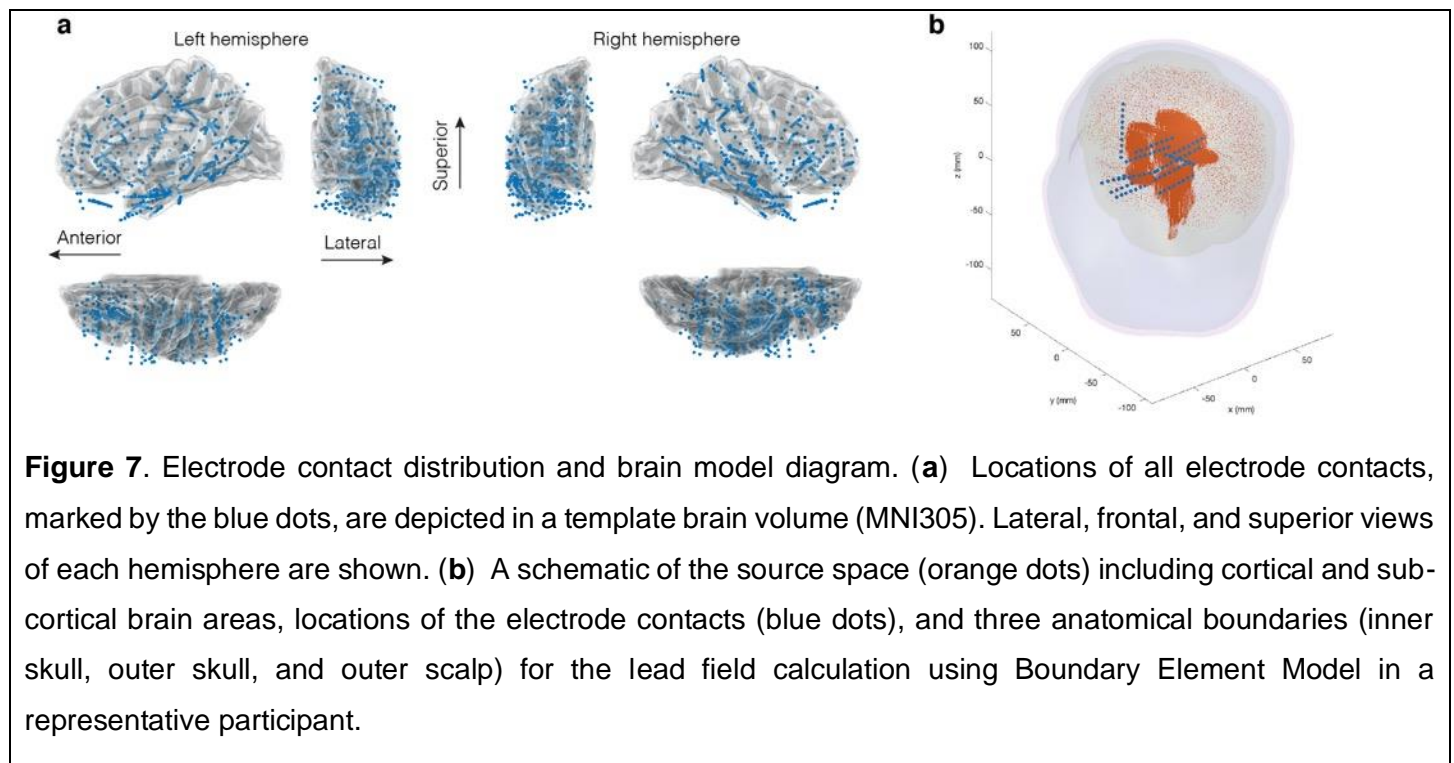 a
Left hemisphere
Right hemisphere
Superior
Anterior
Lateral
b
100
50
0
-50
-100
z (mm)
50
0
-50
-100
y (mm)
-50
0
50
x (mm)
Figure 7. Electrode contact distribution and brain model diagram. (a) Locations of all electrode contacts,
marked by the blue dots, are depicted in a template brain volume (MNI305). Lateral, frontal, and superior views
of each hemisphere are shown. (b) A schematic of the source space (orange dots) including cortical and sub-
cortical brain areas, locations of the electrode contacts (blue dots), and three anatomical boundaries (inner
skull, outer skull, and outer scalp) for the lead field calculation using Boundary Element Model in a
representative participant.